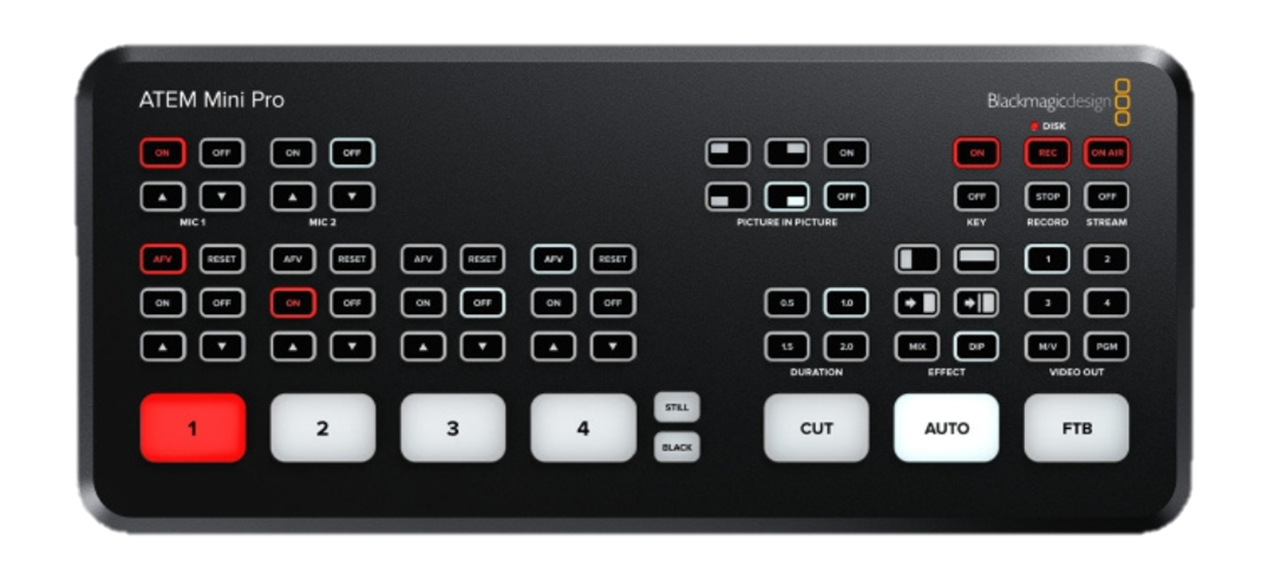 ATEM Mini Pro
Blackmagicdesign
DISK
ON OFF ON OFF ON ON REC ON AIR
▲ ▼ ▲ ▼ OFF OFF STOP OFF
MIC 1 MIC 2 PICTURE IN PICTURE KEY RECORD STREAM
AFV RESET AFV RESET AFV RESET AFV RESET 1 2
ON OFF ON OFF ON OFF ON OFF 0.5 1.0 3 4
▲ ▼ ▲ ▼ ▲ ▼ ▲ ▼ 1.5 2.0 MIX DIP M/V PGM
DURATION EFFECT VIDEO OUT
STILL
1 2 3 4 CUT AUTO FTB
BLACK